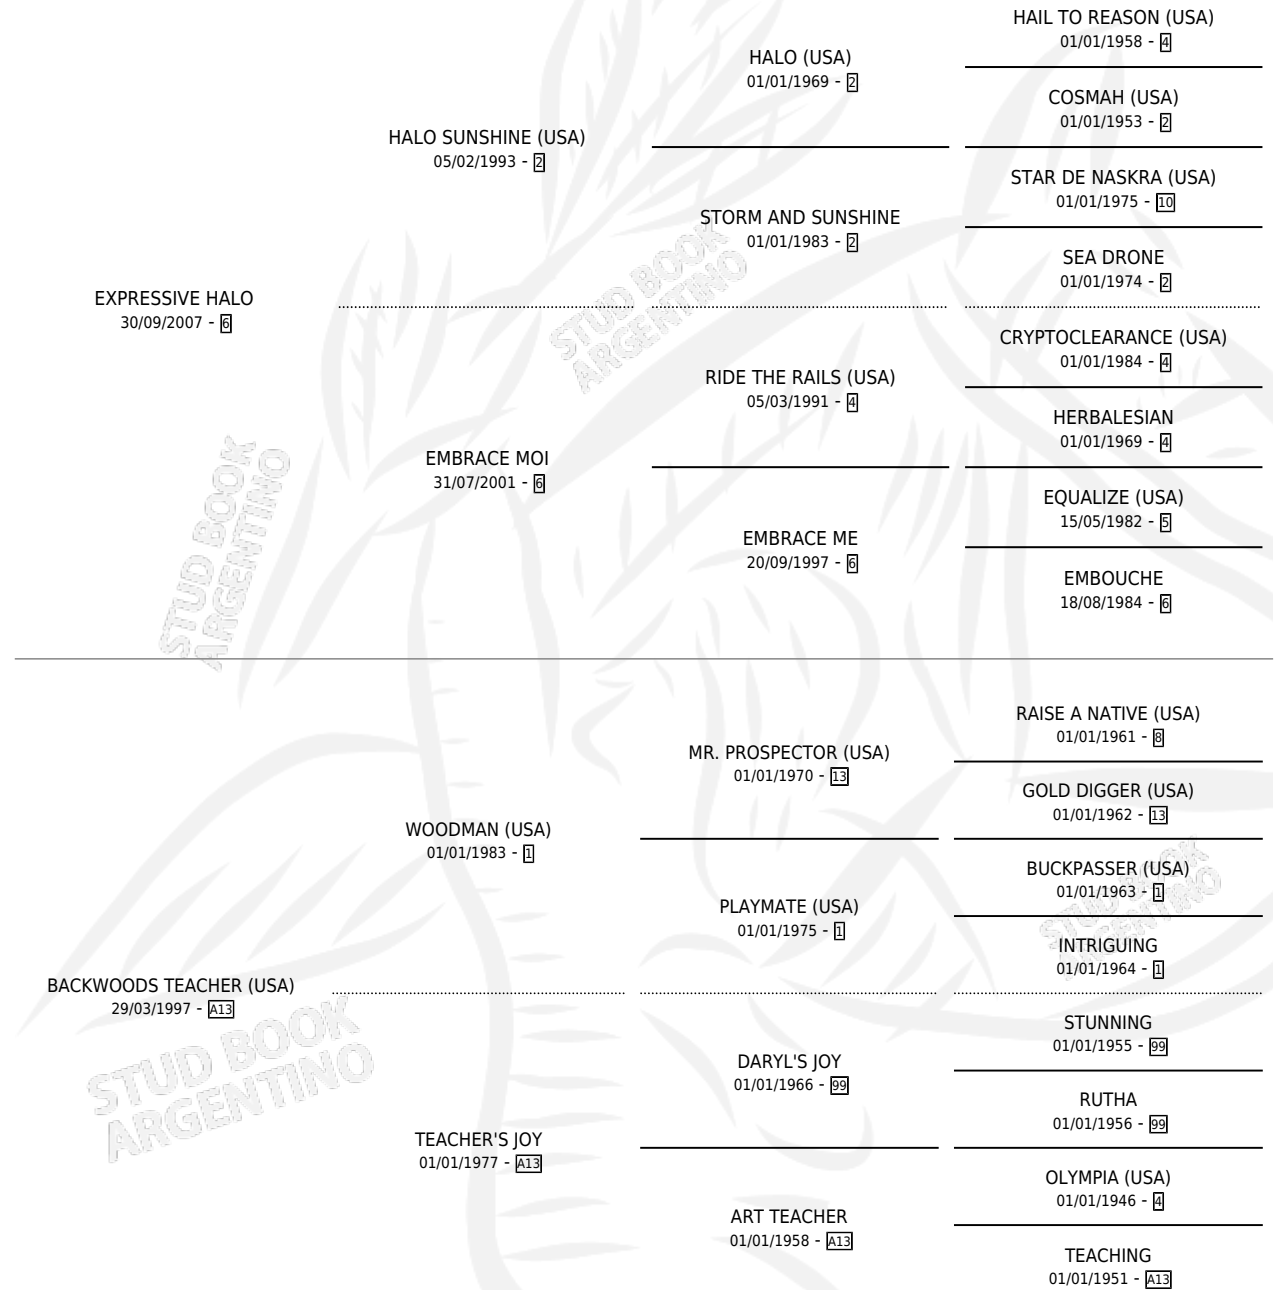 HAIL TO REASON (USA)
01/01/1958 - 4
HALO (USA)
01/01/1969 - 2
COSMAH (USA)
01/01/1953 - 2
HALO SUNSHINE (USA)
05/02/1993 - 2
STAR DE NASKRA (USA)
01/01/1975 - 10
STORM AND SUNSHINE
01/01/1983 - 2
SEA DRONE
01/01/1974 - 2
EXPRESSIVE HALO
30/09/2007 - 6
CRYPTOCLEARANCE (USA)
01/01/1984 - 4
RIDE THE RAILS (USA)
05/03/1991 - 4
HERBALESIAN
01/01/1969 - 4
EMBRACE MOI
31/07/2001 - 6
EQUALIZE (USA)
15/05/1982 - 5
EMBRACE ME
20/09/1997 - 6
EMBOUCHE
18/08/1984 - 6
RAISE A NATIVE (USA)
01/01/1961 - 8
MR. PROSPECTOR (USA)
01/01/1970 - 13
GOLD DIGGER (USA)
01/01/1962 - 13
WOODMAN (USA)
01/01/1983 - 1
BUCKPASSER (USA)
01/01/1963 - 1
PLAYMATE (USA)
01/01/1975 - 1
INTRIGUING
01/01/1964 - 1
BACKWOODS TEACHER (USA)
29/03/1997 - A13
STUNNING
01/01/1955 - 99
DARYL'S JOY
01/01/1966 - 99
RUTHA
01/01/1956 - 99
TEACHER'S JOY
01/01/1977 - A13
OLYMPIA (USA)
01/01/1946 - 4
ART TEACHER
01/01/1958 - A13
TEACHING
01/01/1951 - A13
STUD BOOK
ARGENTINO
STUD BOOK
ARGENTINO
STUD BOOK
ARGENTINO
STUD BOOK
ARGENTINO